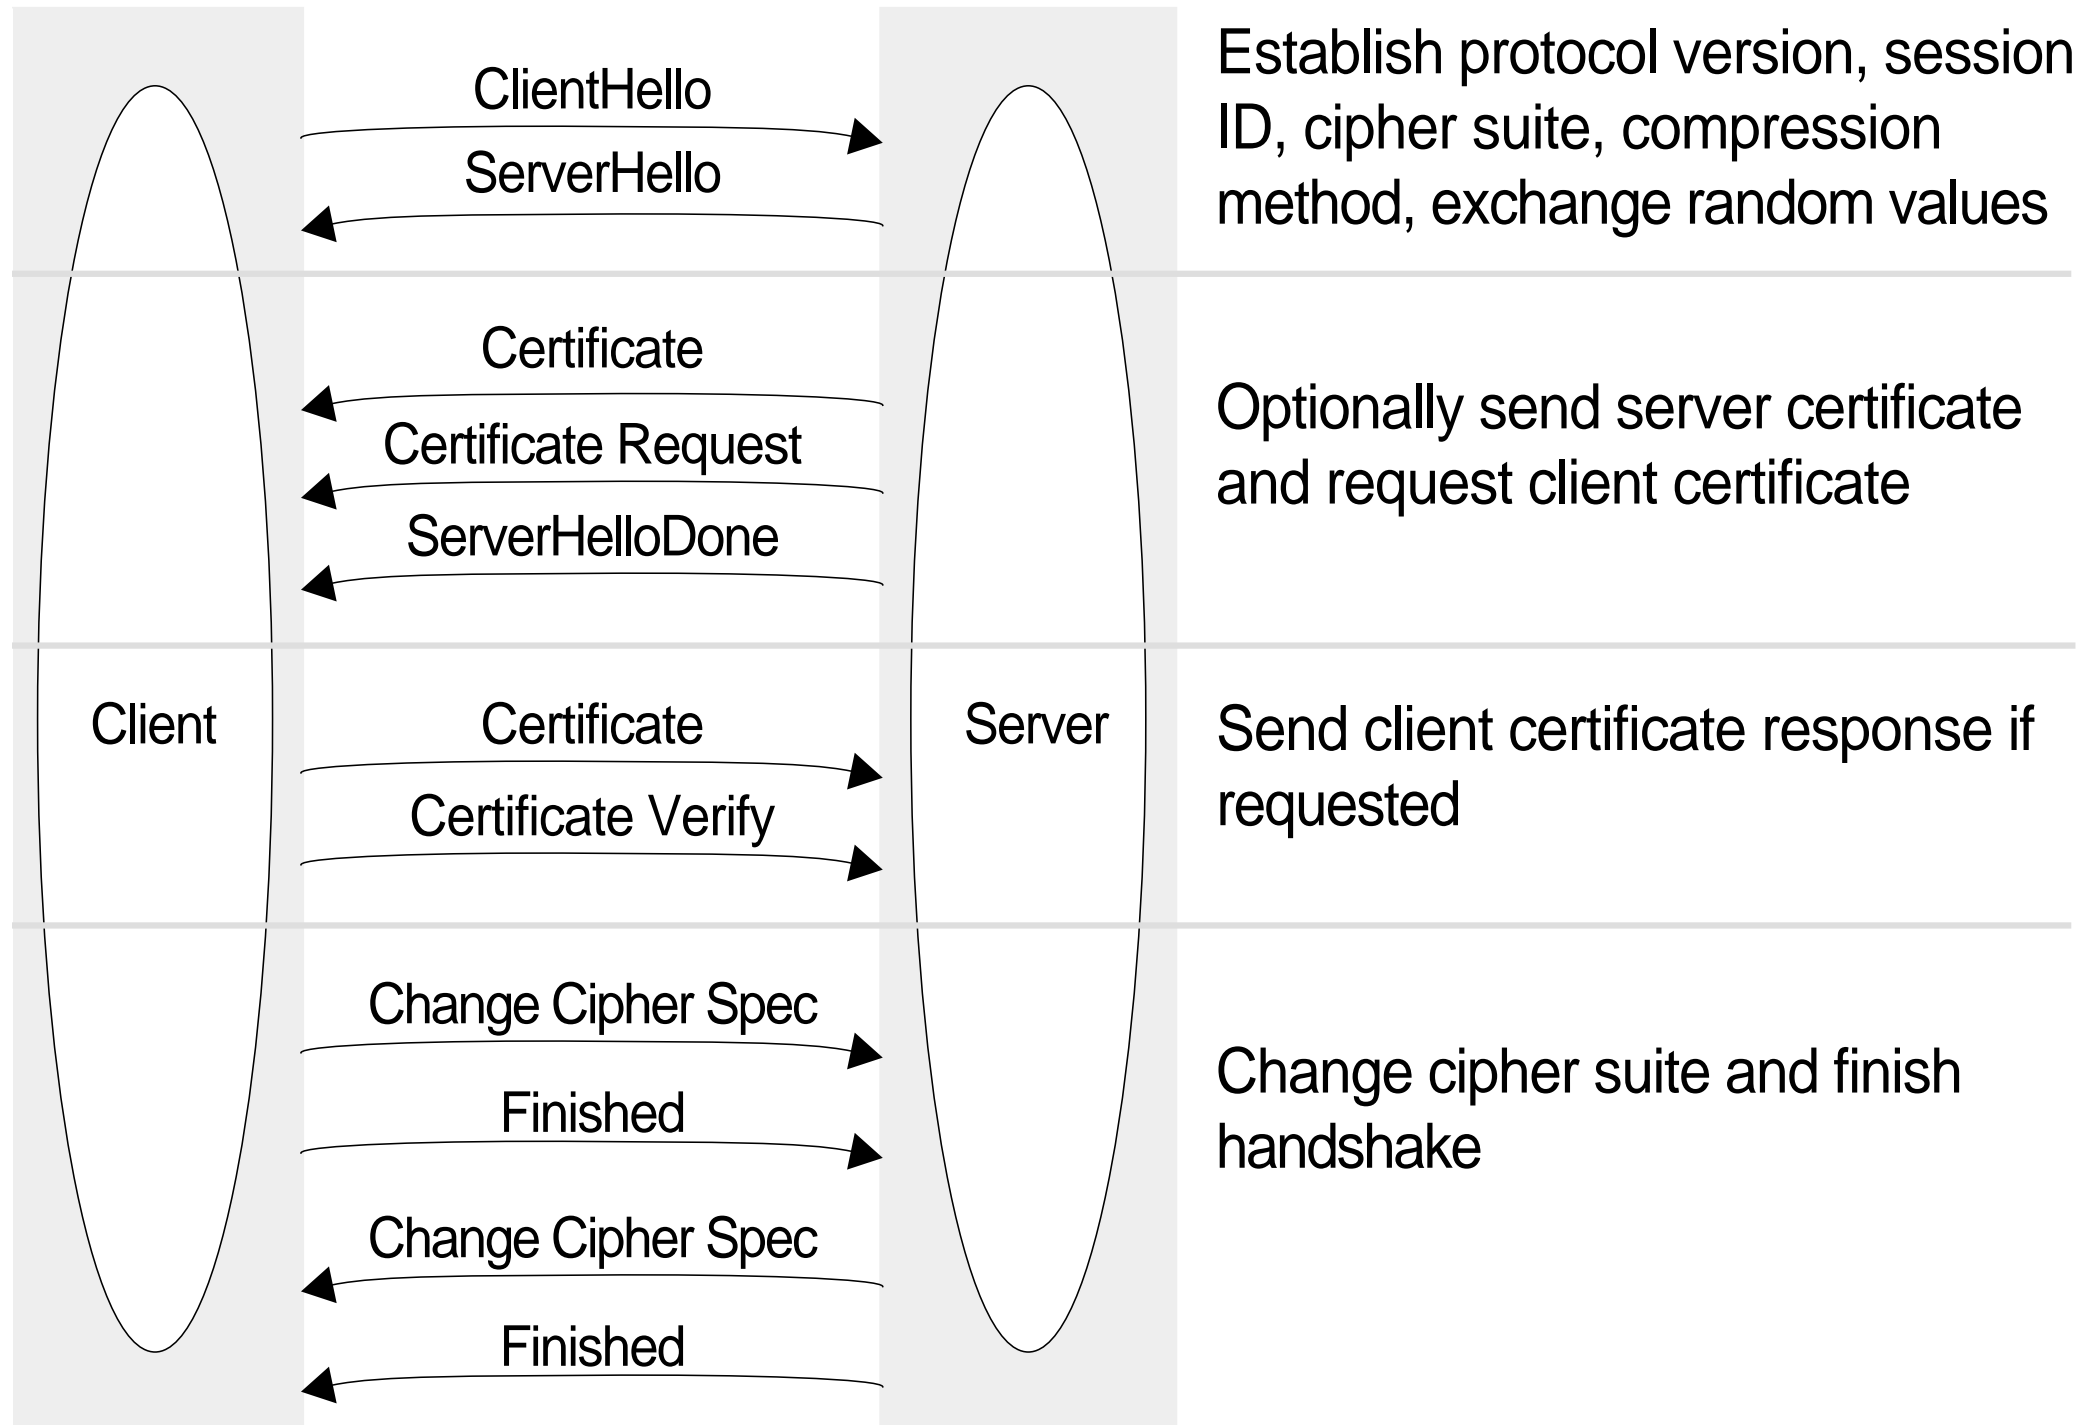 ClientHello
ServerHello
Establish protocol version, session
ID, cipher suite, compression
method, exchange random values
Certificate
Certificate Request
ServerHelloDone
Optionally send server certificate
and request client certificate
Client
Certificate
Certificate Verify
Server
Send client certificate response if
requested
Change Cipher Spec
Finished
Change Cipher Spec
Finished
Change cipher suite and finish
handshake